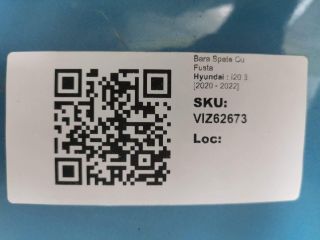 Bara Spate Cu
Fusta
Hyundai : I20 3
[2020 - 2022]
SKU:
VIZ62673
Loc: